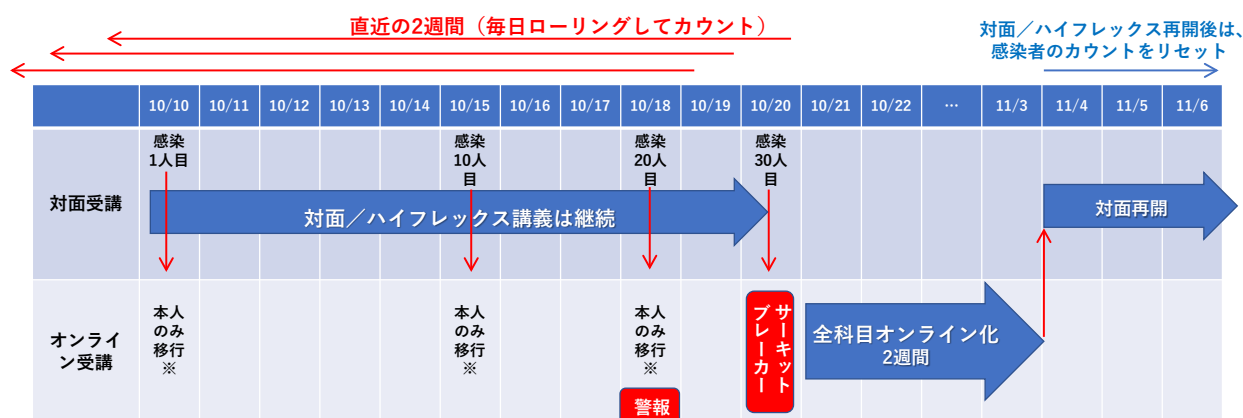 直近の2週間（毎日ローリングしてカウント）
対面／ハイフレックス再開後は、
感染者のカウントをリセット
10/10 10/11 10/12 10/13 10/14 10/15 10/16 10/17 10/18 10/19 10/20 10/21 10/22 … 11/3 11/4 11/5 11/6
対面受講
感染
1人目
感染
10人
目
感染
20人
目
感染
30人
目
対面／ハイフレックス講義は継続
対面再開
オンライ
ン受講
本人
のみ
移行
※
本人
のみ
移行
※
本人
のみ
移行
※
警報
サーキット
ブレーカー
全科目オンライン化
2週間